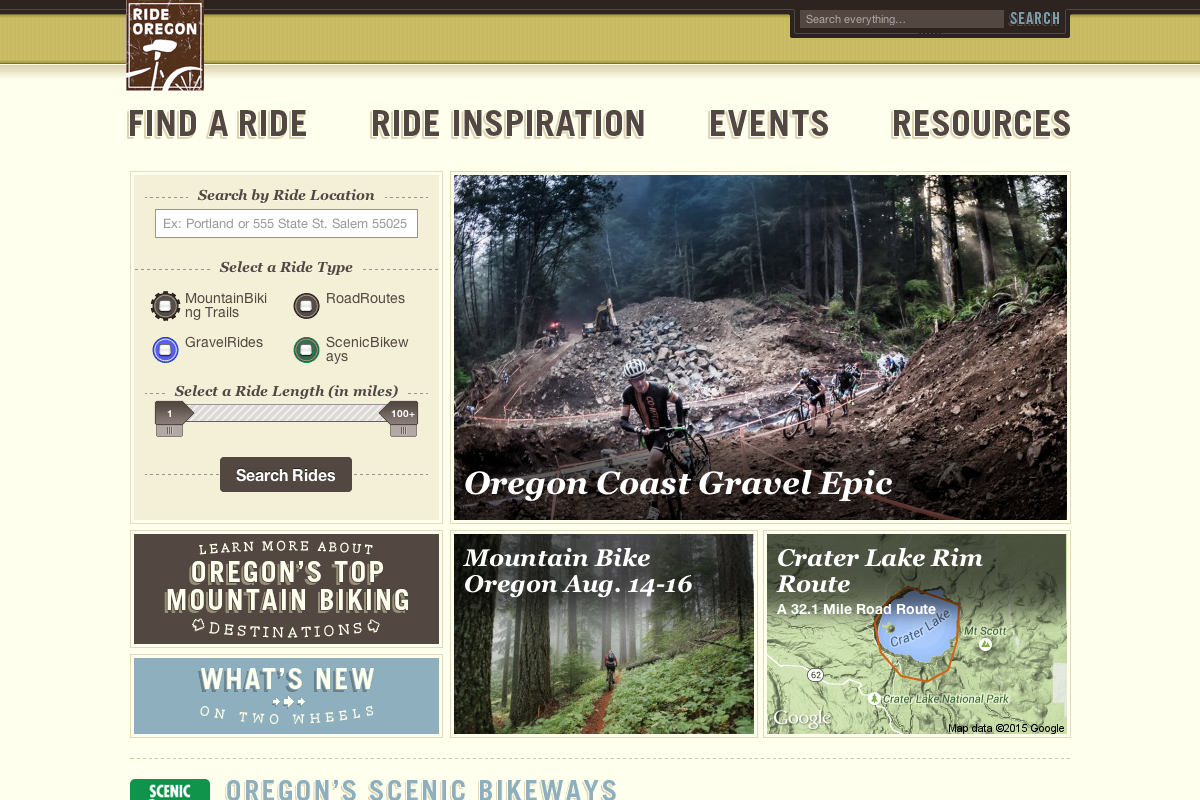 RIDE
OREGON
Search everything...
SEARCH
FIND A RIDE
RIDE INSPIRATION
EVENTS
RESOURCES
Search by Ride Location
Ex: Portland or 555 State St. Salem 55025
Select a Ride Type
MountainBiki
ng Trails
RoadRoutes
GravelRides
ScenicBikew
ays
Select a Ride Length (in miles)
1
100+
Search Rides
Oregon Coast Gravel Epic
LEARN MORE ABOUT
OREGON'S TOP
MOUNTAIN BIKING
DESTINATIONS
WHAT'S NEW
ON TWO WHEELS
Mountain Bike
Oregon Aug. 14-16
Crater Lake Rim
Route
A 32.1 Mile Road Route
Crater Lake
Mt Scott
62
Crater Lake National Park
Google
Map data ©2015 Google
SCENIC
OREGON'S SCENIC BIKEWAYS